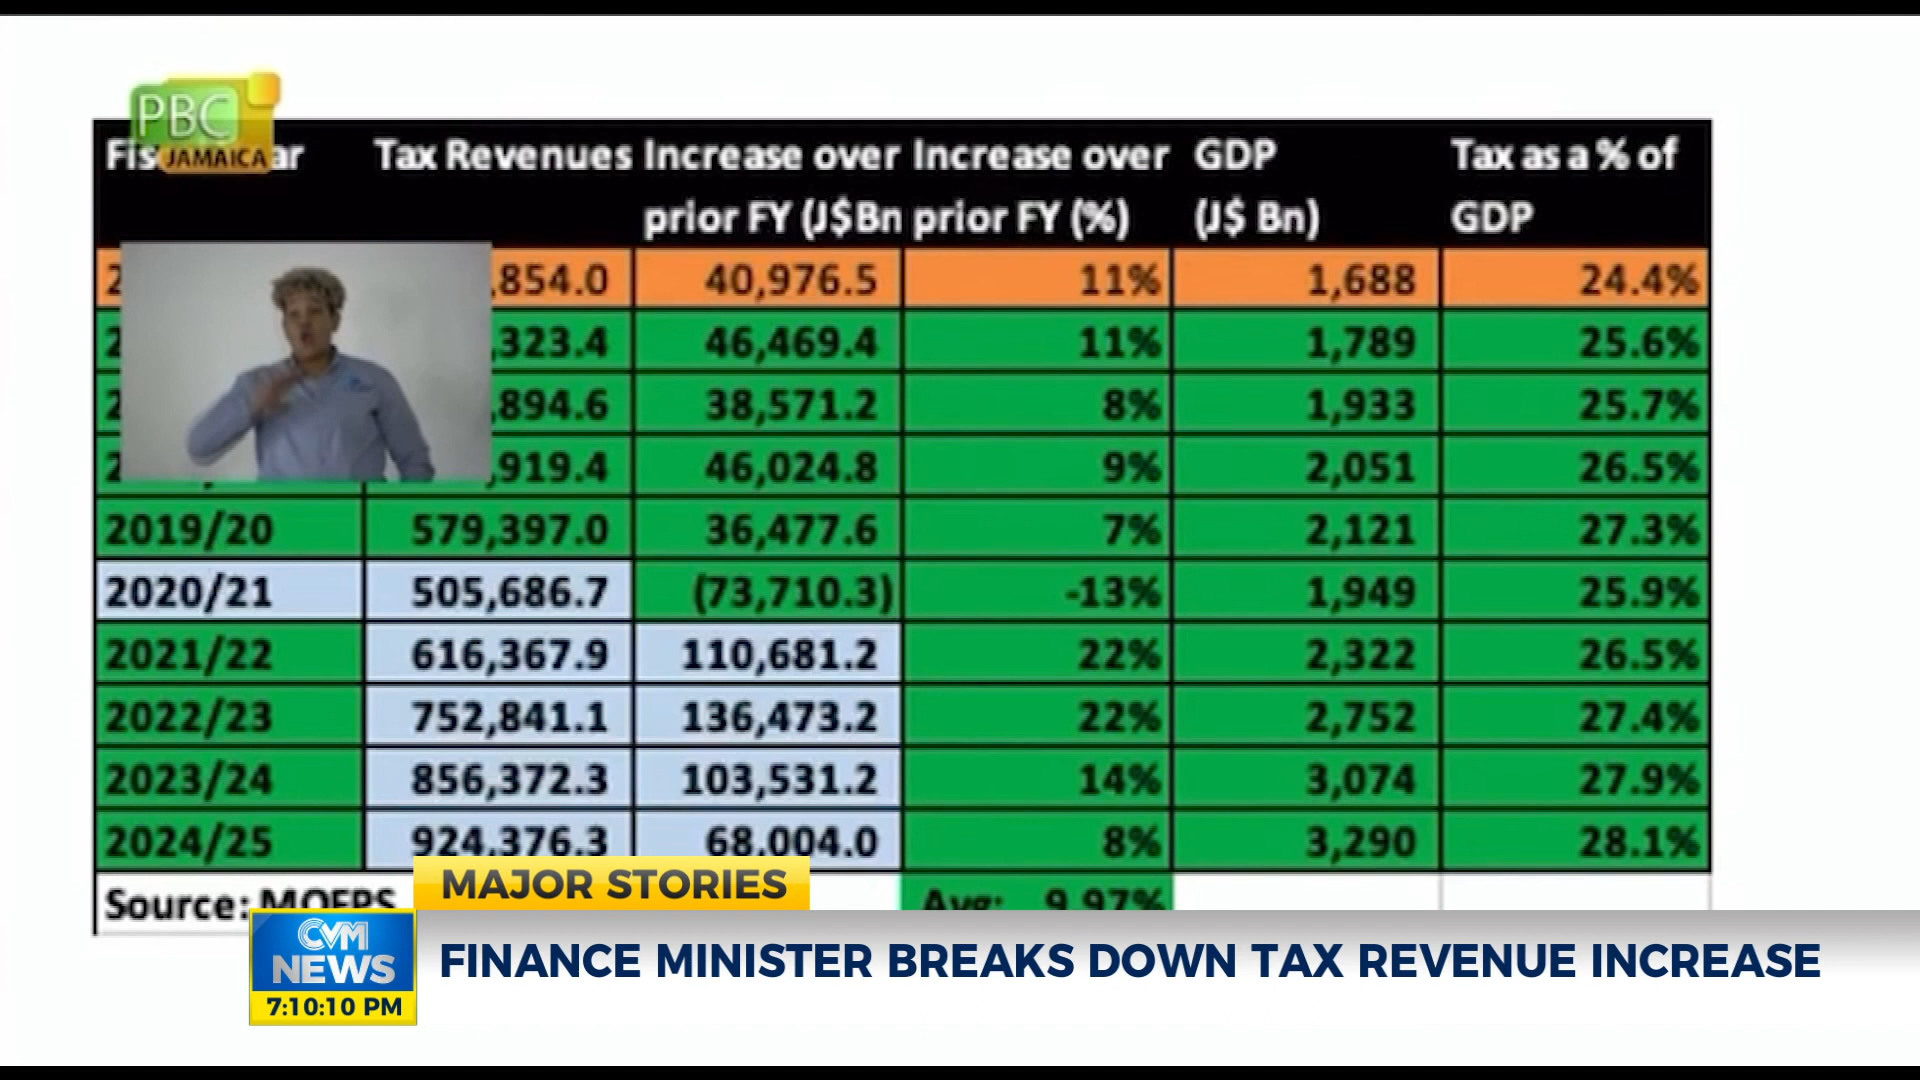 PBC
JAMAICA
Tax Revenues Increase over Increase over GDP Tax as a % of
prior FY (J$Bn prior FY (%) (J$ Bn) GDP
.854.0 40,976.5 11% 1,688 24.4%
,323.4 46,469.4 11% 1,789 25.6%
,894.6 38,571.2 8% 1,933 25.7%
,919.4 46,024.8 9% 2,051 26.5%
2019/20 579,397.0 36,477.6 7% 2,121 27.3%
2020/21 505,686.7 (73,710.3) -13% 1,949 25.9%
2021/22 616,367.9 110,681.2 22% 2,322 26.5%
2022/23 752,841.1 136,473.2 22% 2,752 27.4%
2023/24 856,372.3 103,531.2 14% 3,074 27.9%
2024/25 924,376.3 68,004.0 8% 3,290 28.1%
Source: MOFPS Avg: 9.97%
MAJOR STORIES
CVM
NEWS
7:10:10 PM
FINANCE MINISTER BREAKS DOWN TAX REVENUE INCREASE